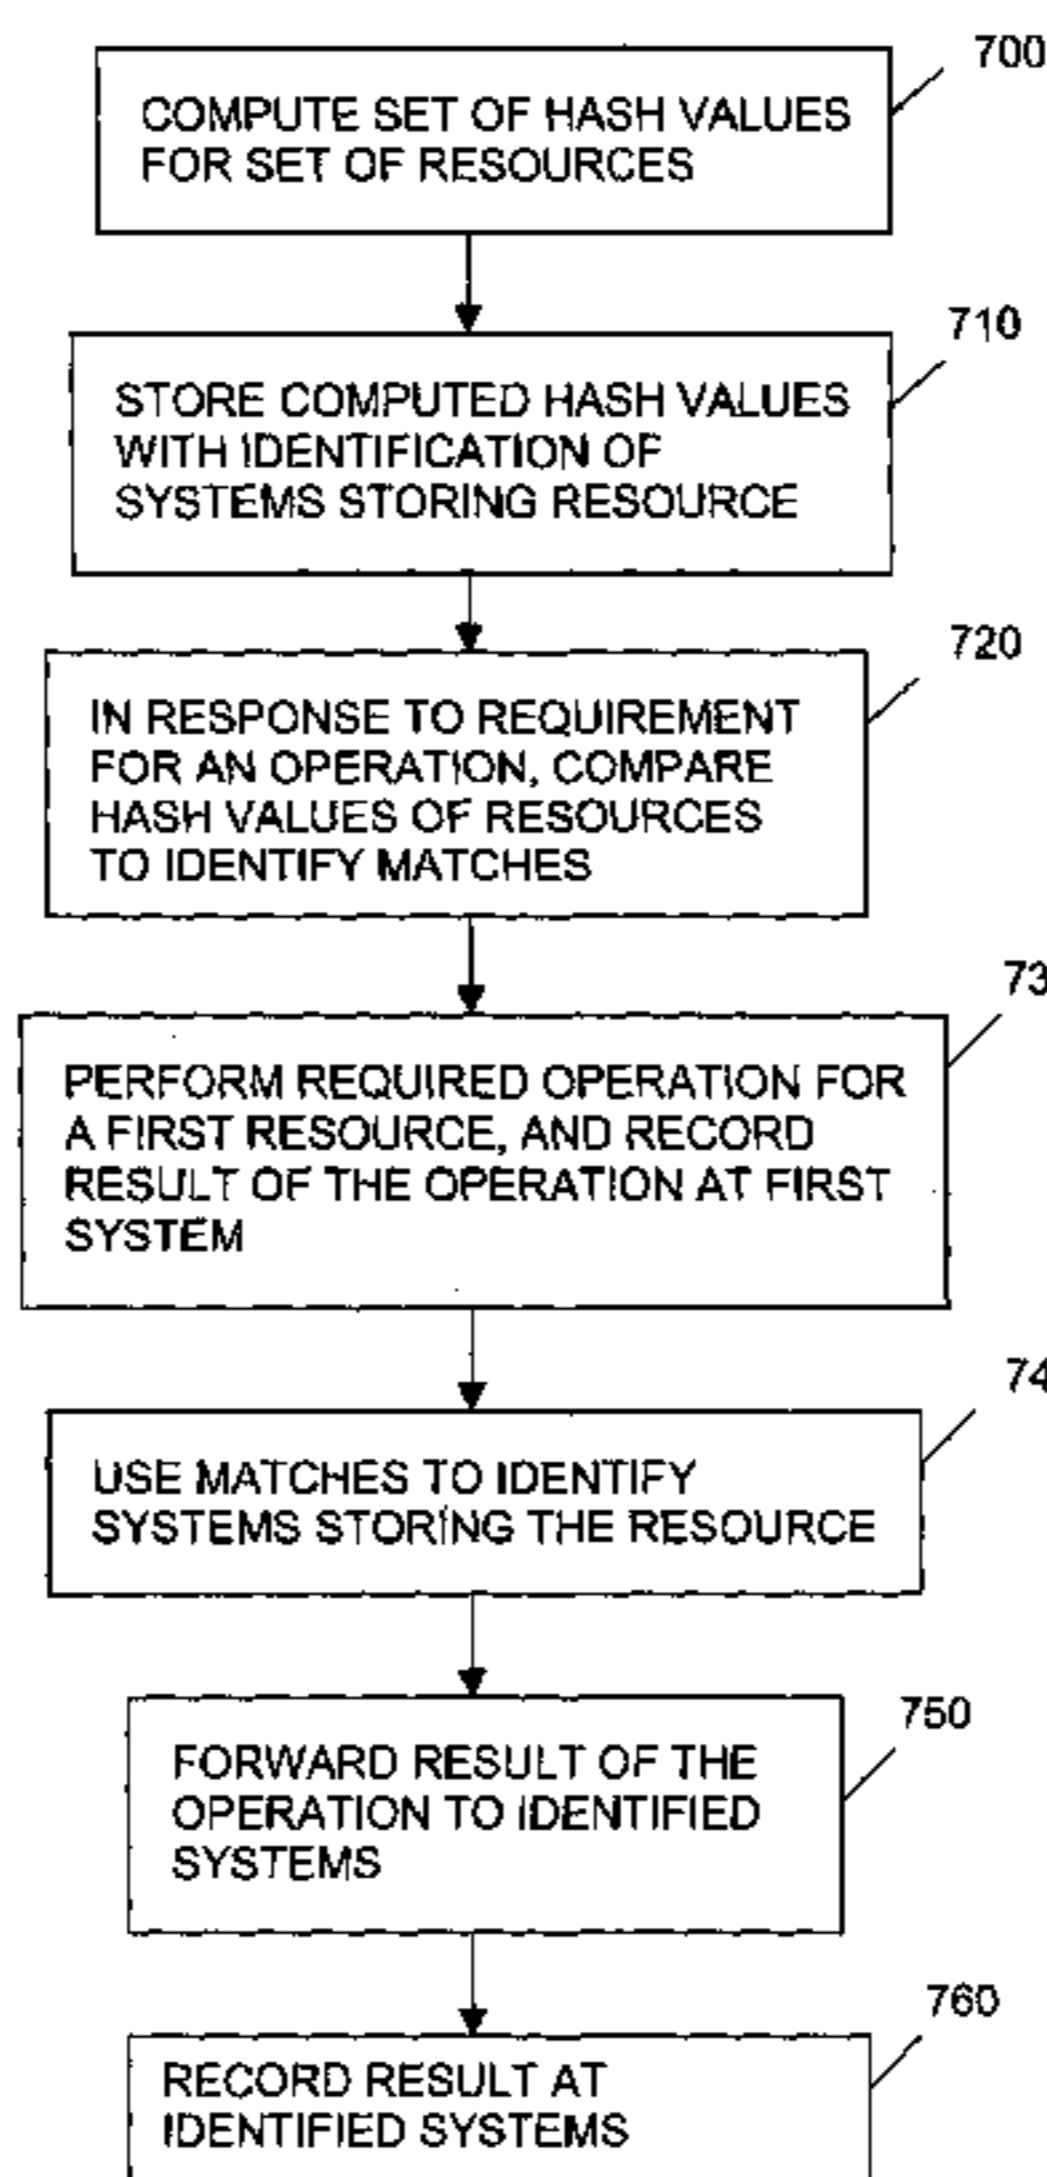 700
COMPUTE SET OF HASH VALUES
FOR SET OF RESOURCES
710
STORE COMPUTED HASH VALUES
WITH IDENTIFICATION OF
SYSTEMS STORING RESOURCE
720
IN RESPONSE TO REQUIREMENT
FOR AN OPERATION, COMPARE
HASH VALUES OF RESOURCES
TO IDENTIFY MATCHES
73
PERFORM REQUIRED OPERATION FOR
A FIRST RESOURCE, AND RECORD
RESULT OF THE OPERATION AT FIRST
SYSTEM
74
USE MATCHES TO IDENTIFY
SYSTEMS STORING THE RESOURCE
750
FORWARD RESULT OF THE
OPERATION TO IDENTIFIED
SYSTEMS
760
RECORD RESULT AT
IDENTIFIED SYSTEMS